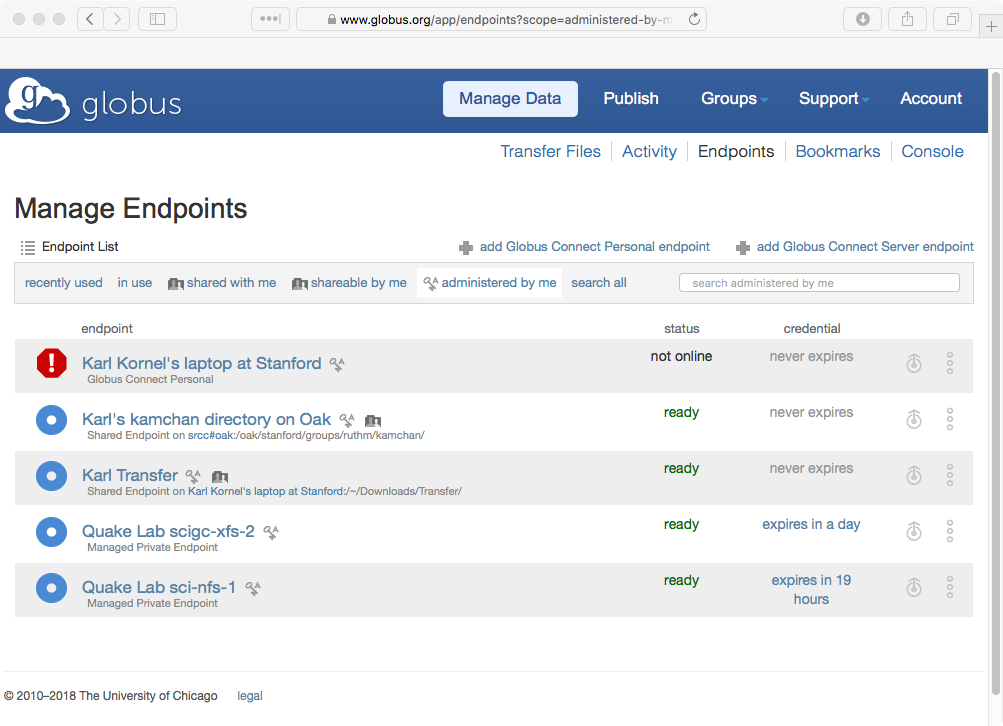 www.globus.org/app/endpoints?scope=administered-by-m
g globus
Manage Data Publish Groups Support Account
Transfer Files Activity Endpoints Bookmarks Console
Manage Endpoints
Endpoint List add Globus Connect Personal endpoint add Globus Connect Server endpoint
recently used in use shared with me shareable by me administered by me search all search administered by me
endpoint status credential
Karl Kornel's laptop at Stanford not online never expires
Globus Connect Personal
Karl's kamchan directory on Oak ready never expires
Shared Endpoint on srcc#oak:/oak/stanford/groups/ruthm/kamchan/
Karl Transfer ready never expires
Shared Endpoint on Karl Kornel's laptop at Stanford:/~/Downloads/Transfer/
Quake Lab scigc-xfs-2 ready expires in a day
Managed Private Endpoint
Quake Lab sci-nfs-1 ready expires in 19
hours
Managed Private Endpoint
© 2010–2018 The University of Chicago legal